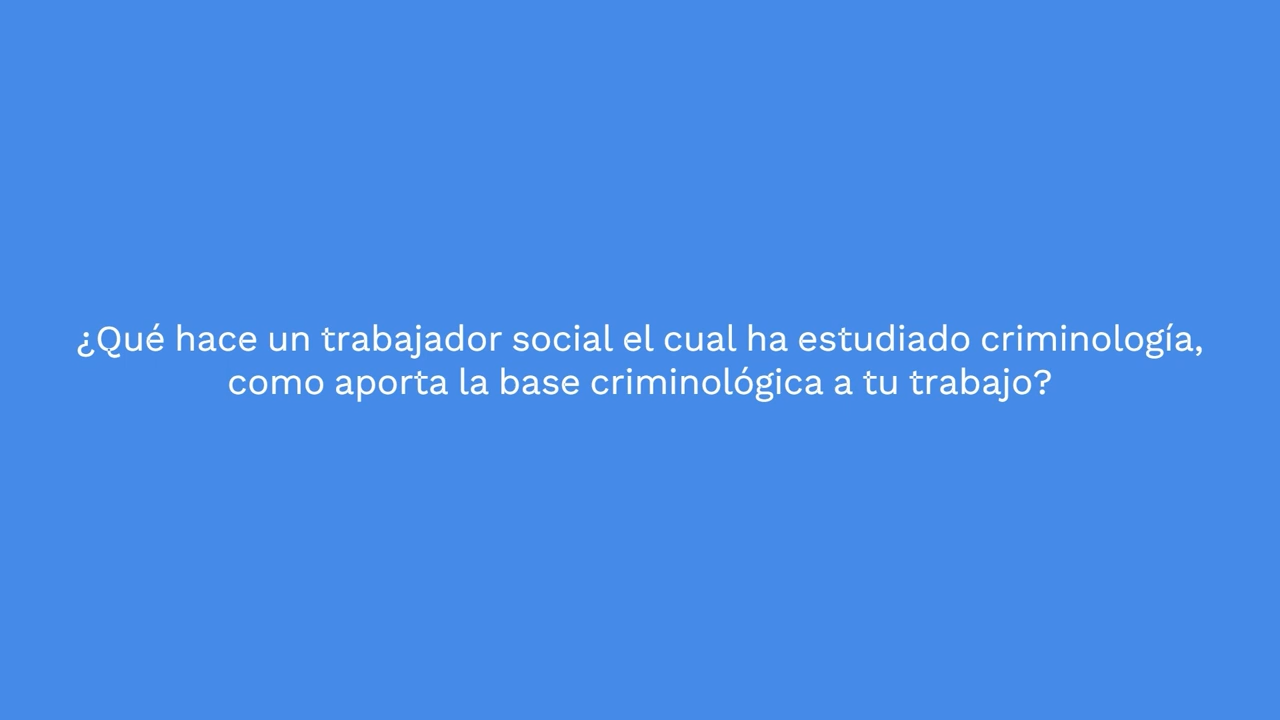 ¿Qué hace un trabajador social el cual ha estudiado criminología,
como aporta la base criminológica a tu trabajo?